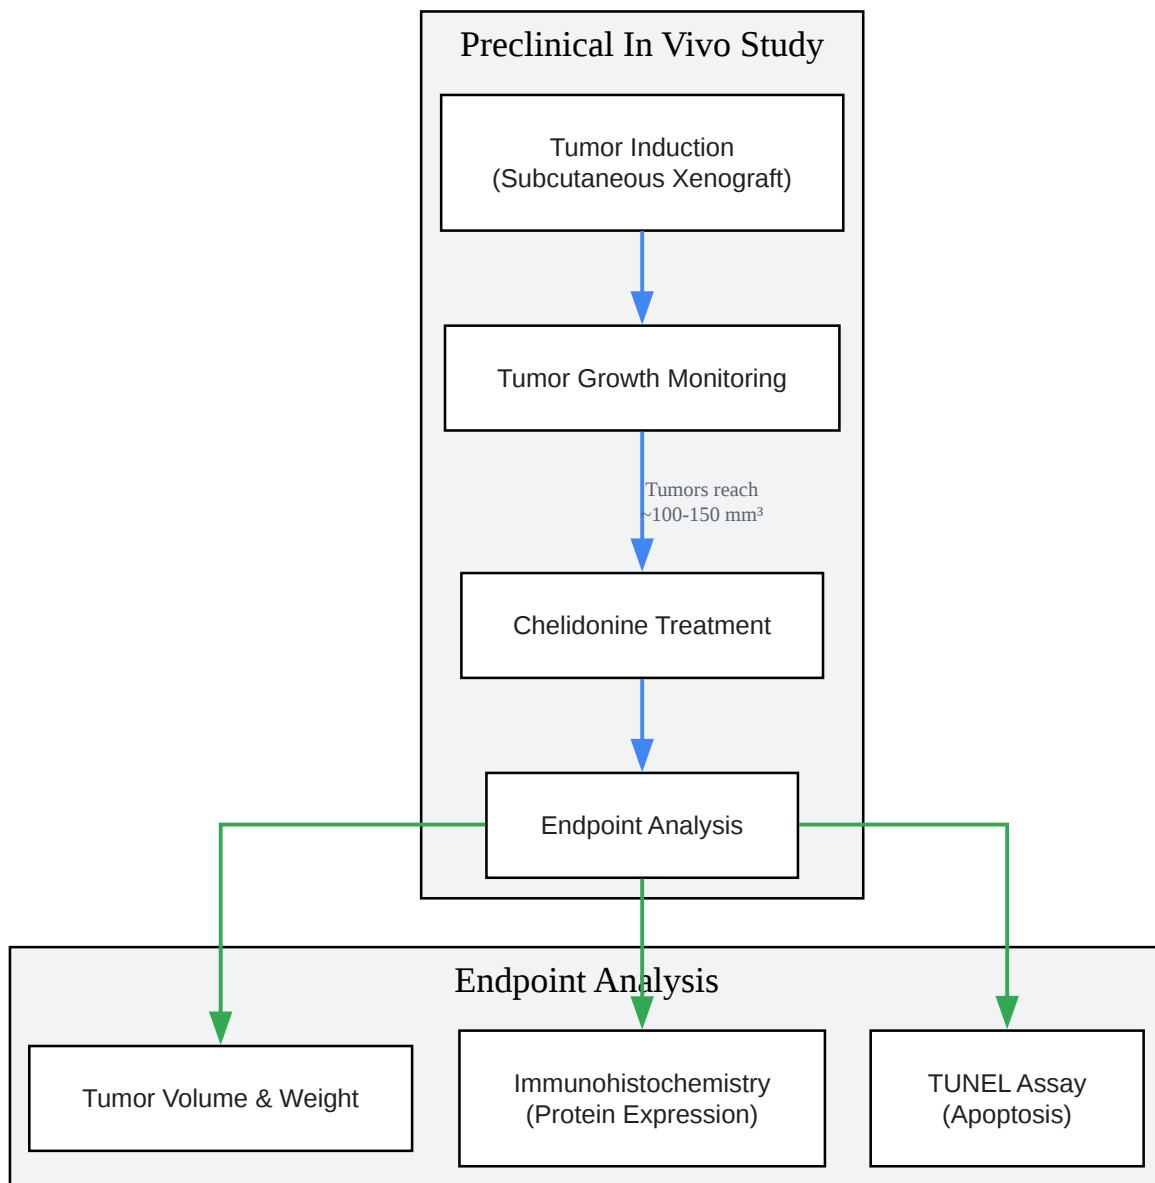 Preclinical In Vivo Study
Tumor Induction
(Subcutaneous Xenograft)
Tumor Growth Monitoring
Tumors reach
~100-150 mm³
Chelidonine Treatment
Endpoint Analysis
Endpoint Analysis
Tumor Volume & Weight
Immunohistochemistry
(Protein Expression)
TUNEL Assay
(Apoptosis)